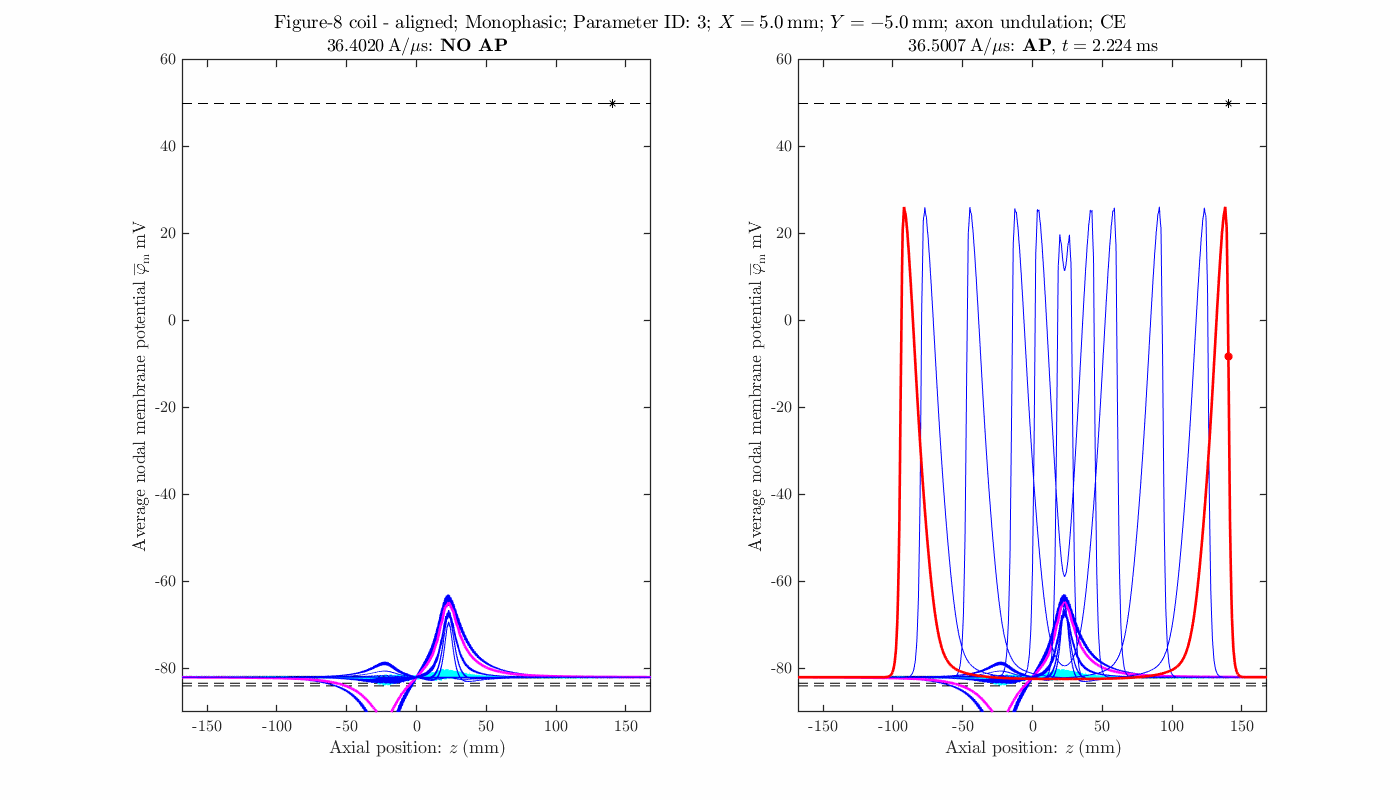 Figure-8 coil - aligned; Monophasic; Parameter ID: 3; X = 5.0 mm; Y = −5.0 mm; axon undulation; CE
36.4020 A/μs: NO AP
60
40
20
0
-20
-40
-60
-80
Average nodal membrane potential φ̅m mV
-150 -100 -50 0 50 100 150
Axial position: z (mm)
36.5007 A/μs: AP, t = 2.224 ms
60
40
20
0
-20
-40
-60
-80
Average nodal membrane potential φ̅m mV
-150 -100 -50 0 50 100 150
Axial position: z (mm)